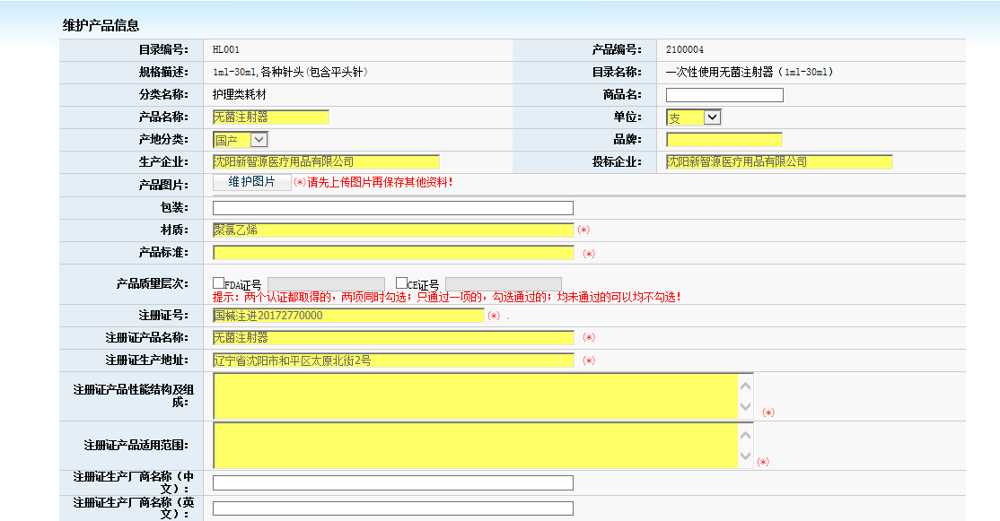 维护产品信息
目录编号： HL001 产品编号： 2100004
规格描述： 1ml-30ml,各种针头(包含平头针) 目录名称： 一次性使用无菌注射器（1ml-30ml）
分类名称： 护理类耗材 商品名：
产品名称： 无菌注射器 单位： 支
产地分类： 国产 品牌：
生产企业： 沈阳新智源医疗用品有限公司 投标企业： 沈阳新智源医疗用品有限公司
产品图片： 维护图片 (*)请先上传图片再保存其他资料！
包装：
材质： 聚氯乙烯 (*)
产品标准： (*)
产品质量层次： FDA证号 CE证号
提示：两个认证都取得的，两项同时勾选；只通过一项的，勾选通过的；均未通过的可以均不勾选！
注册证号： 国械注进20172770000 (*) .
注册证产品名称： 无菌注射器 (*)
注册证生产地址： 辽宁省沈阳市和平区太原北街2号 (*)
注册证产品性能结构及组
成： (*)
注册证产品适用范围： (*)
注册证生产厂商名称（中
文）：
注册证生产厂商名称（英
文）：